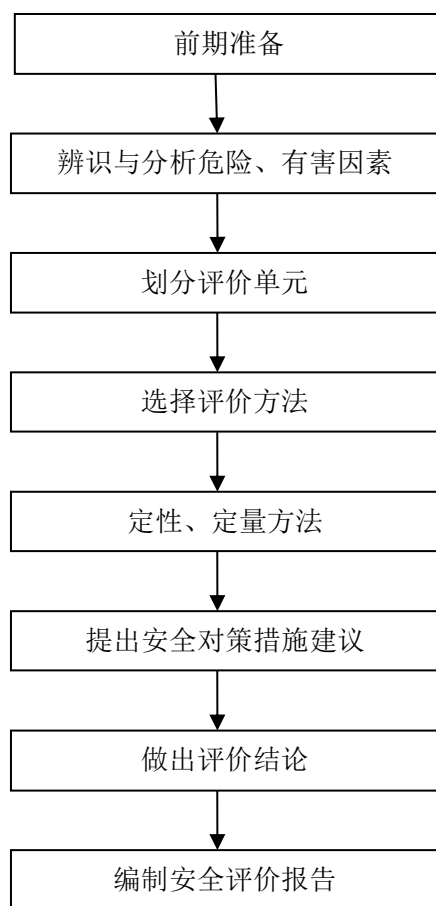 前期准备
辨识与分析危险、有害因素
划分评价单元
选择评价方法
定性、定量方法
提出安全对策措施建议
做出评价结论
编制安全评价报告